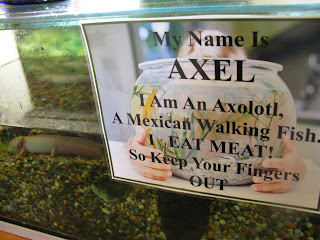 My Name Is
AXEL
I Am An Axolotl,
A Mexican Walking Fish.
I EAT MEAT!
So Keep Your Fingers
OUT